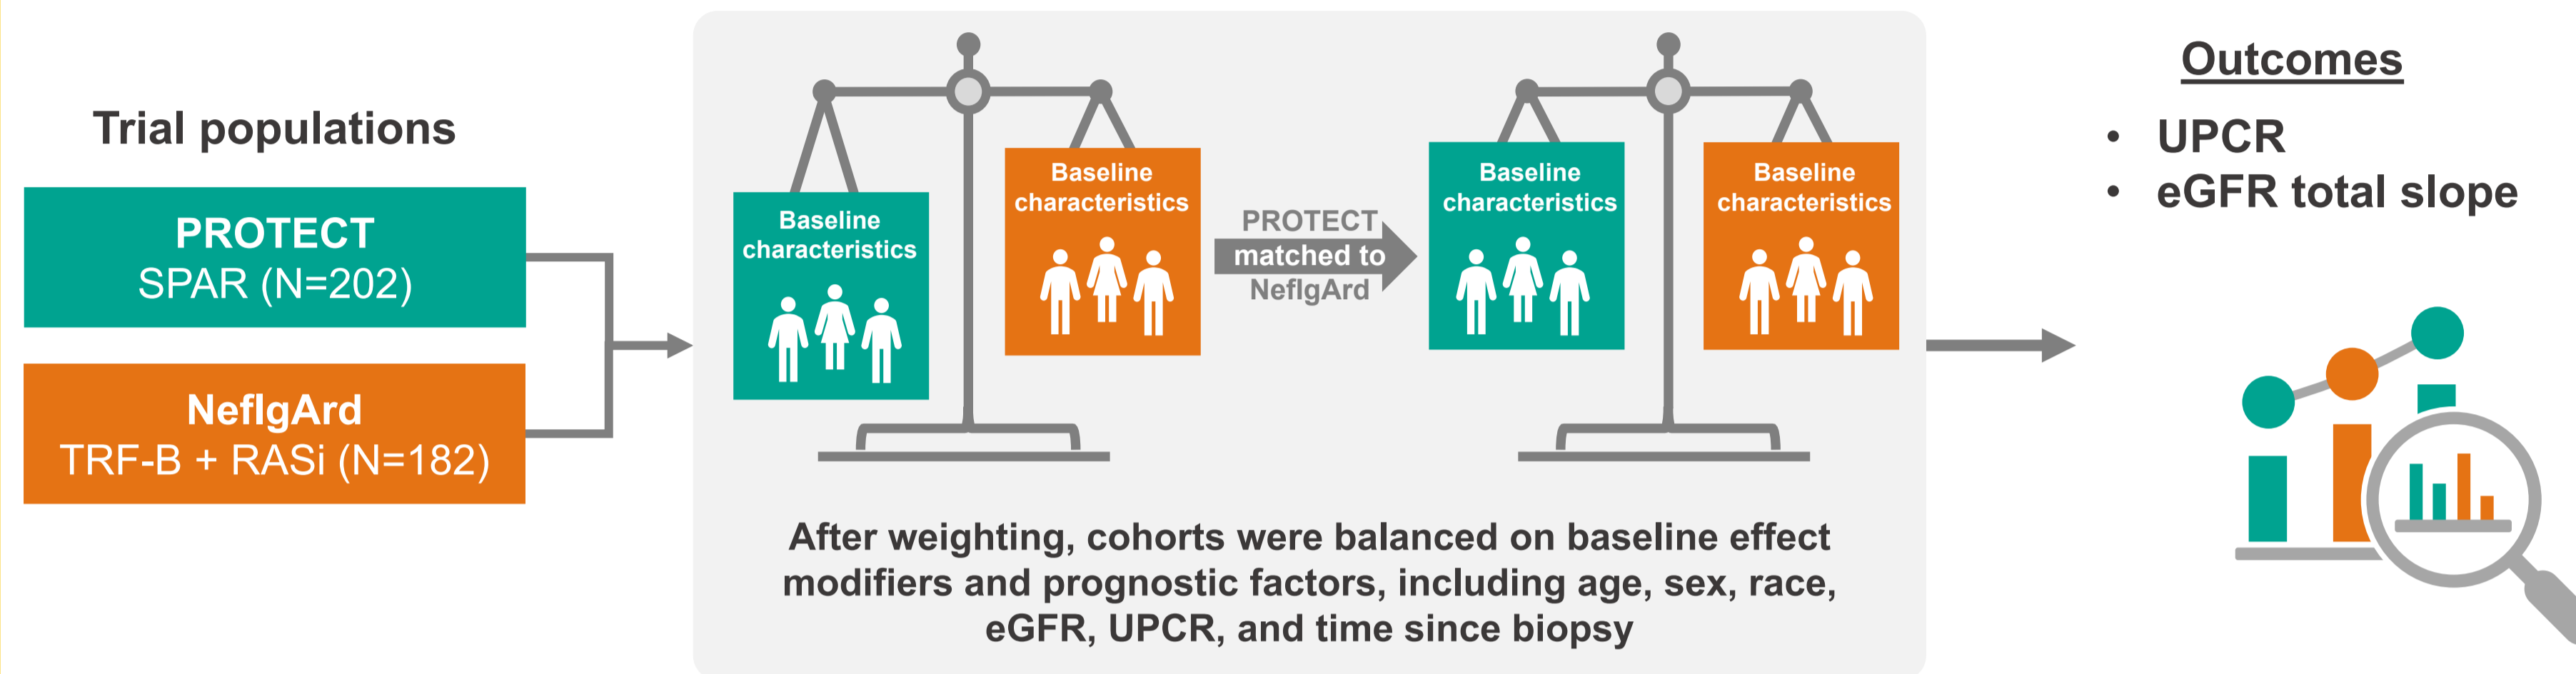 Trial populations
PROTECT
SPAR (N=202)
NefIgArd
TRF-B + RASi (N=182)
Baseline
characteristics
Baseline
characteristics
PROTECT
matched to
NefIgArd
Baseline
characteristics
Baseline
characteristics
After weighting, cohorts were balanced on baseline effect
modifiers and prognostic factors, including age, sex, race,
eGFR, UPCR, and time since biopsy
Outcomes
• UPCR
• eGFR total slope